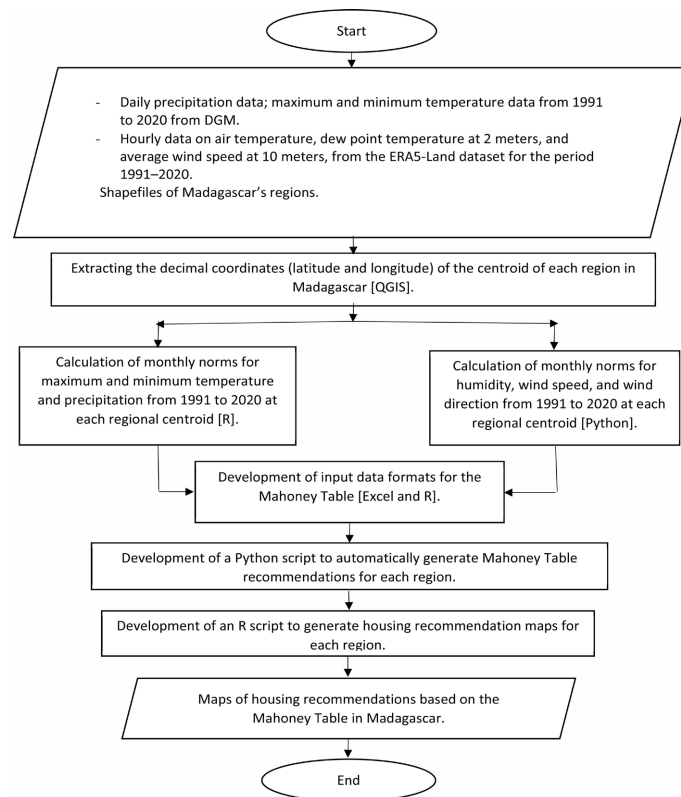 Start
- Daily precipitation data; maximum and minimum temperature data from 1991
to 2020 from DGM.
- Hourly data on air temperature, dew point temperature at 2 meters, and
average wind speed at 10 meters, from the ERA5-Land dataset for the period
1991–2020.
Shapefiles of Madagascar’s regions.
Extracting the decimal coordinates (latitude and longitude) of the centroid of each region in
Madagascar [QGIS].
Calculation of monthly norms for
maximum and minimum temperature
and precipitation from 1991 to 2020 at
each regional centroid [R].
Calculation of monthly norms for
humidity, wind speed, and wind
direction from 1991 to 2020 at each
regional centroid [Python].
Development of input data formats for the
Mahoney Table [Excel and R].
Development of a Python script to automatically generate Mahoney Table
recommendations for each region.
Development of an R script to generate housing recommendation maps for
each region.
Maps of housing recommendations based on the
Mahoney Table in Madagascar.
End